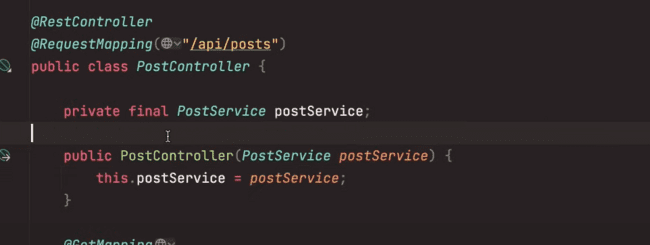 @RestController
@RequestMapping("/api/posts")
public class PostController {
private final PostService postService;
public PostController(PostService postService) {
this.postService = postService;
}
@GetMapping